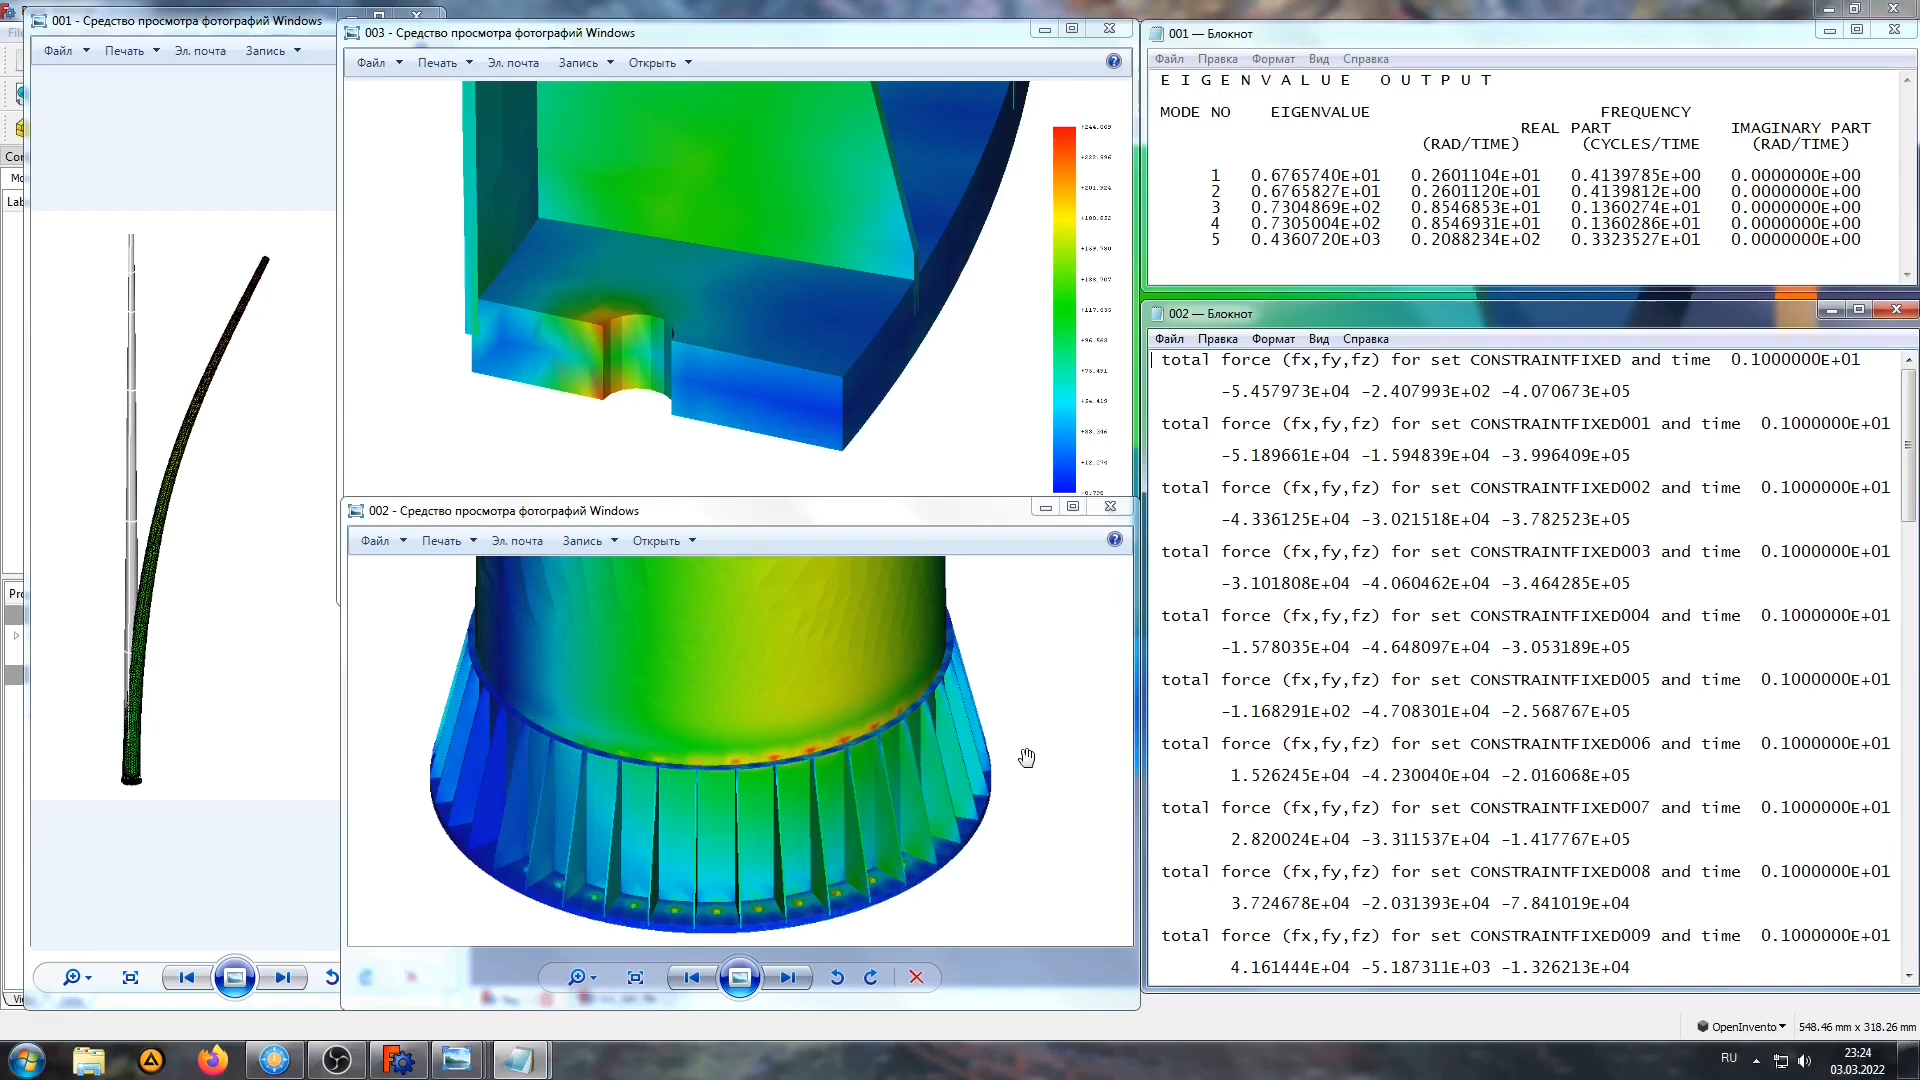 001 - Средство просмотра фотографий Windows
Файл Печать Эл. почта Запись
003 - Средство просмотра фотографий Windows
Файл Печать Эл. почта Запись Открыть
+244.069
+201.924
+169.780
+117.635
+96.563
+75.491
+54.419
+33.346
+12.274
002 - Средство просмотра фотографий Windows
Файл Печать Эл. почта Запись Открыть
001 — Блокнот
Файл Правка Формат Вид Справка
E I G E N V A L U E   O U T P U T
MODE NO EIGENVALUE FREQUENCY
REAL PART IMAGINARY PART
(RAD/TIME) (CYCLES/TIME (RAD/TIME)
1 0.6765740E+01 0.2601104E+01 0.4139785E+00 0.0000000E+00
2 0.6765827E+01 0.2601120E+01 0.4139812E+00 0.0000000E+00
3 0.7304869E+02 0.8546853E+01 0.1360274E+01 0.0000000E+00
4 0.7305004E+02 0.8546931E+01 0.1360286E+01 0.0000000E+00
5 0.4360720E+03 0.2088234E+02 0.3323527E+01 0.0000000E+00
002 — Блокнот
Файл Правка Формат Вид Справка
total force (fx,fy,fz) for set CONSTRAINTFIXED and time 0.1000000E+01
-5.457973E+04 -2.407993E+02 -4.070673E+05
total force (fx,fy,fz) for set CONSTRAINTFIXED001 and time 0.1000000E+01
-5.189661E+04 -1.594839E+04 -3.996409E+05
total force (fx,fy,fz) for set CONSTRAINTFIXED002 and time 0.1000000E+01
-4.336125E+04 -3.021518E+04 -3.782523E+05
total force (fx,fy,fz) for set CONSTRAINTFIXED003 and time 0.1000000E+01
-3.101808E+04 -4.060462E+04 -3.464285E+05
total force (fx,fy,fz) for set CONSTRAINTFIXED004 and time 0.1000000E+01
-1.578035E+04 -4.648097E+04 -3.053189E+05
total force (fx,fy,fz) for set CONSTRAINTFIXED005 and time 0.1000000E+01
-1.168291E+02 -4.708301E+04 -2.568767E+05
total force (fx,fy,fz) for set CONSTRAINTFIXED006 and time 0.1000000E+01
1.526245E+04 -4.230040E+04 -2.016068E+05
total force (fx,fy,fz) for set CONSTRAINTFIXED007 and time 0.1000000E+01
2.820024E+04 -3.311537E+04 -1.417767E+05
total force (fx,fy,fz) for set CONSTRAINTFIXED008 and time 0.1000000E+01
3.724678E+04 -2.031393E+04 -7.841019E+04
total force (fx,fy,fz) for set CONSTRAINTFIXED009 and time 0.1000000E+01
4.161444E+04 -5.187311E+03 -1.326213E+04
OpenInvento 548.46 mm x 318.26 mm
RU
23:24
03.03.2022